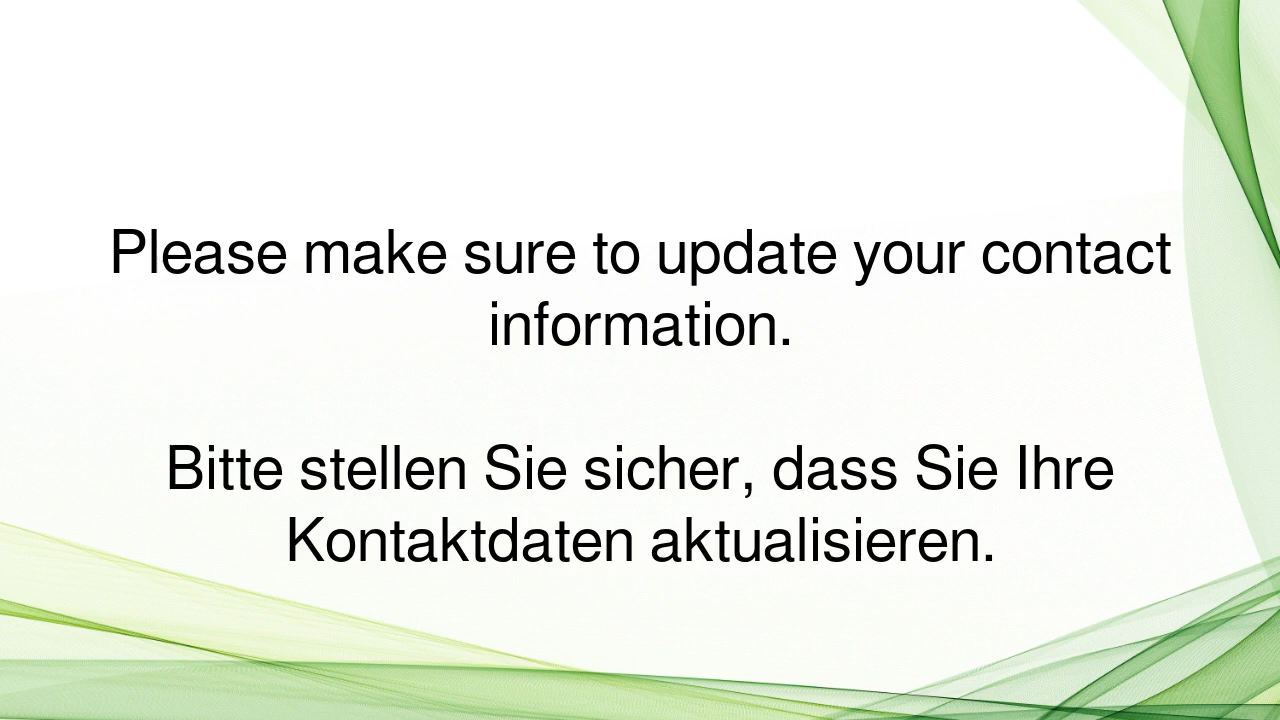 Please make sure to update your contact
information.
Bitte stellen Sie sicher, dass Sie Ihre
Kontaktdaten aktualisieren.